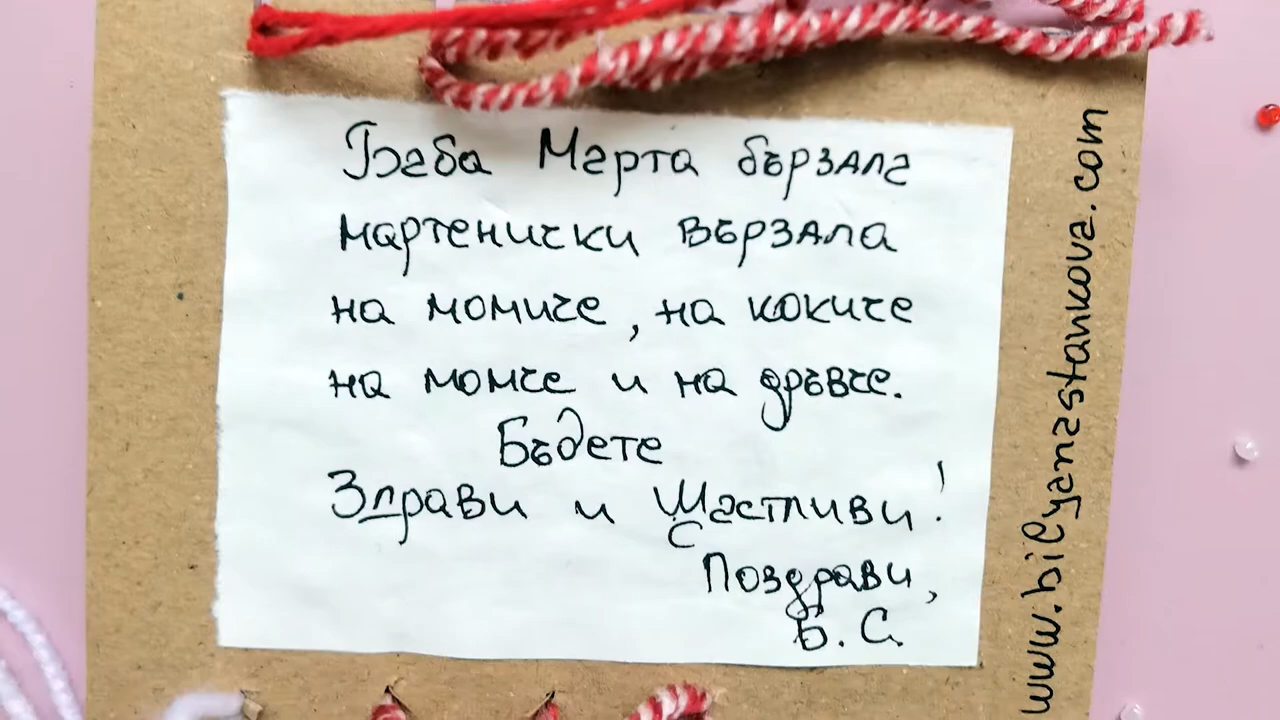 Баба Марта бързала
мартенички вързала
на момиче, на кокиче
на момче и на дръвче.
Бъдете
Здрави и Щастливи!
С
Поздрави,
Б. С.
www.bilyanastankova.com